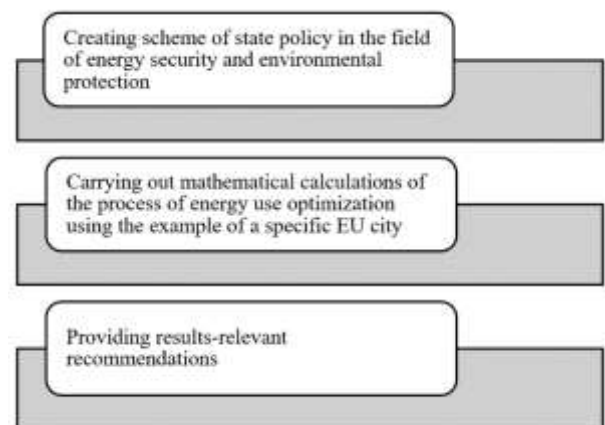 Creating scheme of state policy in the field
of energy security and environmental
protection
Carrying out mathematical calculations of
the process of energy use optimization
using the example of a specific EU city
Providing results-relevant
recommendations